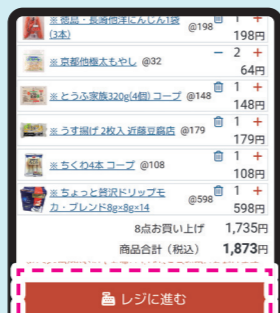 ※ 徳島・長崎他洋にんじん1袋(3本) @198 1 +
198円
※ 京都他極太もやし @32 − 2 +
64円
※ とうふ家族320g(4個) コープ @148 1 +
148円
※ うす揚げ 2枚入 近藤豆腐店 @179 1 +
179円
※ ちくわ4本 コープ @108 1 +
108円
※ ちょっと贅沢ドリップモカ・ブレンド8g×8g×14 @598 1 +
598円
8点お買い上げ 1,735円
商品合計（税込） 1,873円
レジに進む